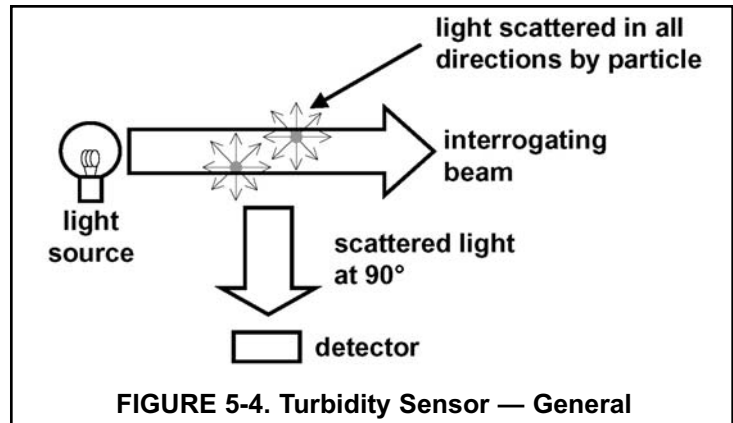 light scattered in all
directions by particle
interrogating
beam
light
source
scattered light
at 90°
detector
FIGURE 5-4. Turbidity Sensor — General